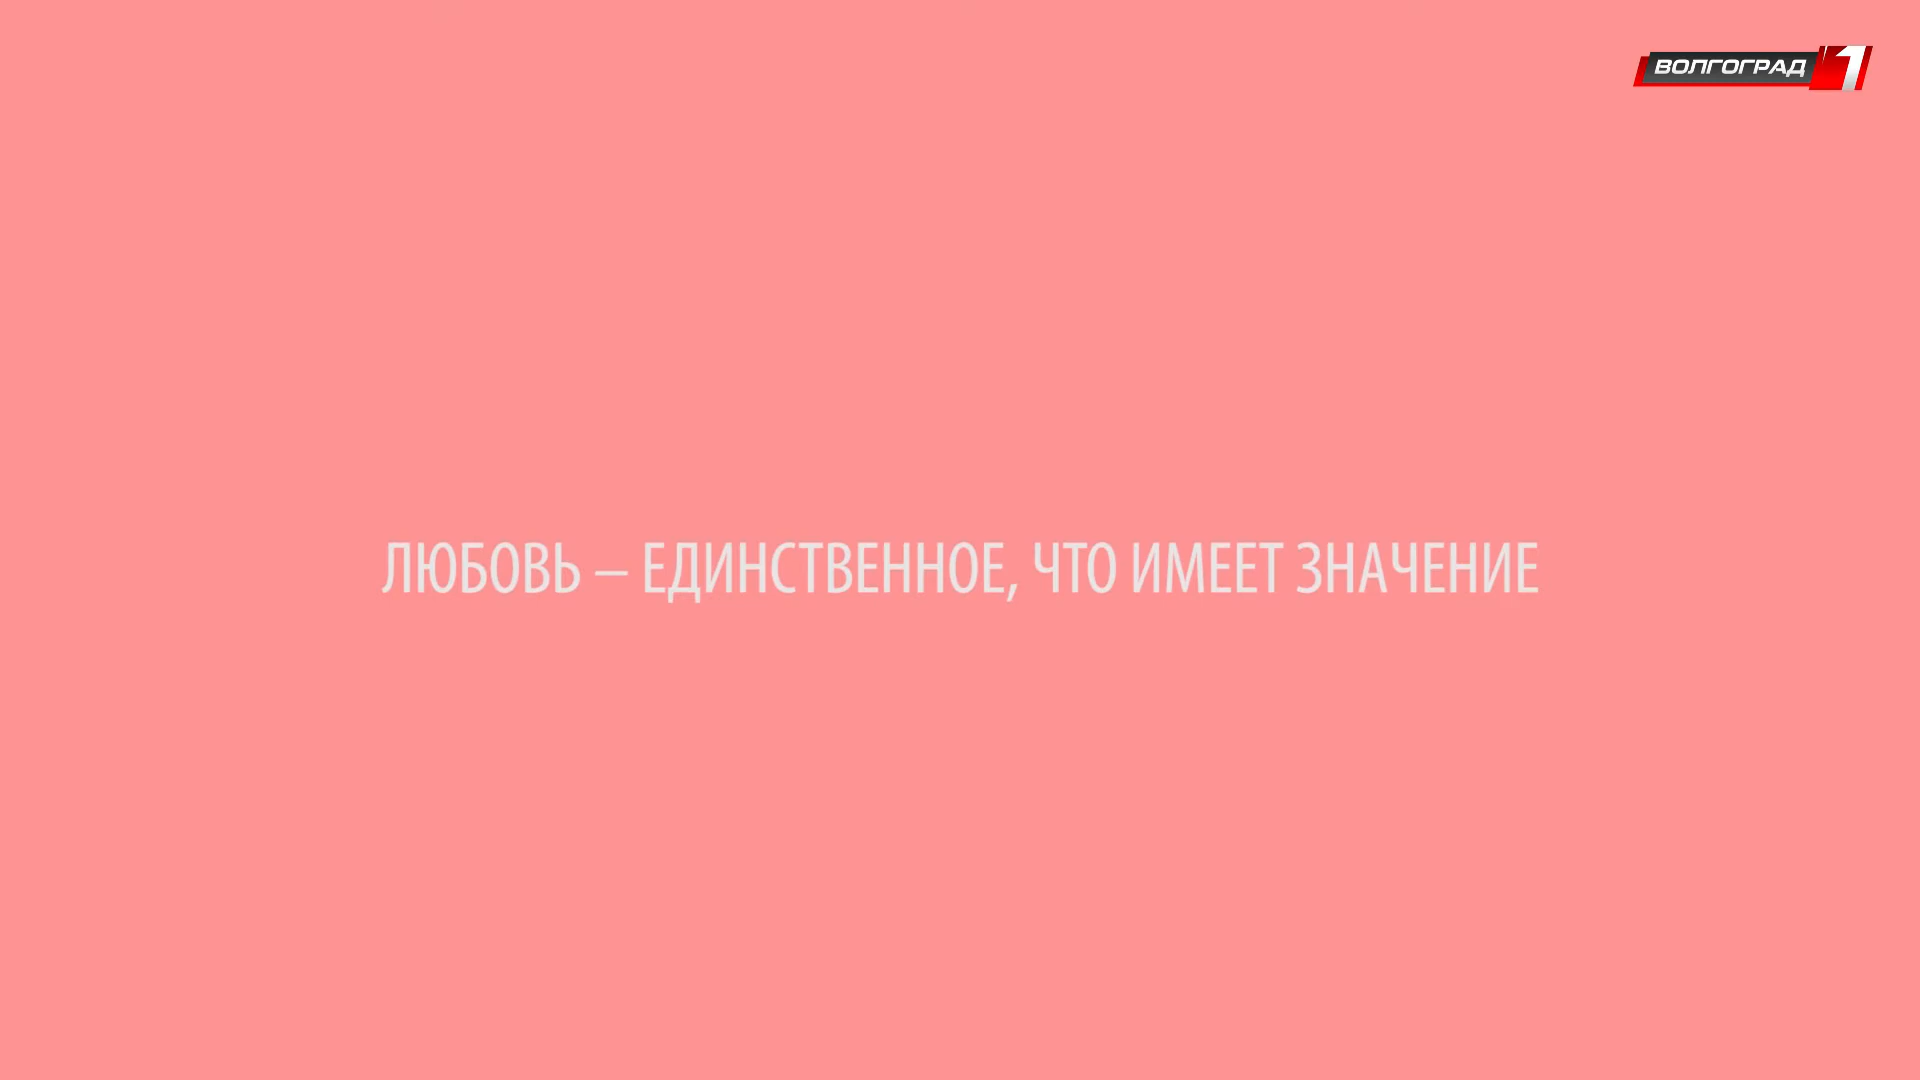 ВОЛГОГРАД 1
ЛЮБОВЬ – ЕДИНСТВЕННОЕ, ЧТО ИМЕЕТ ЗНАЧЕНИЕ